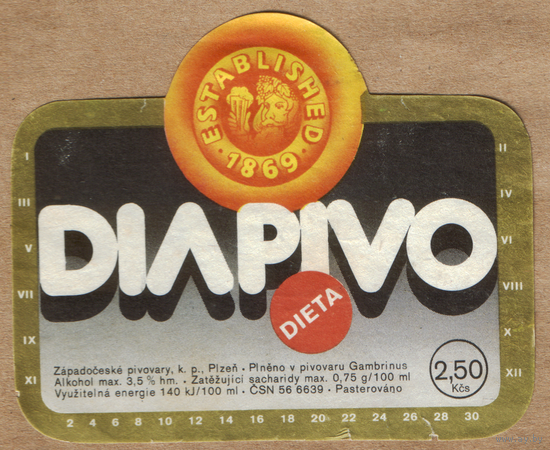 ESTABLISHED
· 1869 ·
DIAPIVO
DIETA
Západočeské pivovary, k. p., Plzeň · Plněno v pivovaru Gambrinus
Alkohol max. 3,5 % hm. · Zatěžující sacharidy max. 0,75 g/100 ml
Využitelná energie 140 kJ/100 ml · ČSN 56 6639 · Pasterováno
2,50
Kčs
I
III
V
VII
IX
XI
II
IV
VI
VIII
X
XII
2 4 6 8 10 12 14 16 18 20 22 24 26 28 30